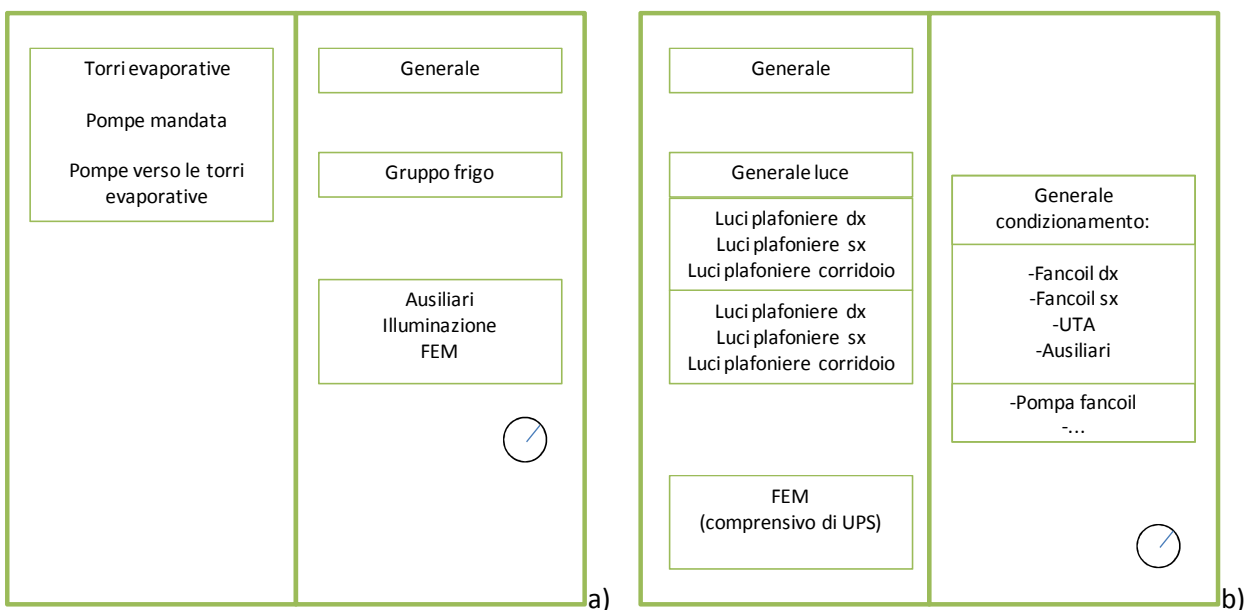 Torri evaporative
Pompe mandata
Pompe verso le torri
evaporative
Generale
Gruppo frigo
Ausiliari
Illuminazione
FEM
a)
Generale
Generale luce
Luci plafoniere dx
Luci plafoniere sx
Luci plafoniere corridoio
Luci plafoniere dx
Luci plafoniere sx
Luci plafoniere corridoio
FEM
(comprensivo di UPS)
Generale
condizionamento:
-Fancoil dx
-Fancoil sx
-UTA
-Ausiliari
-Pompa fancoil
-...
b)